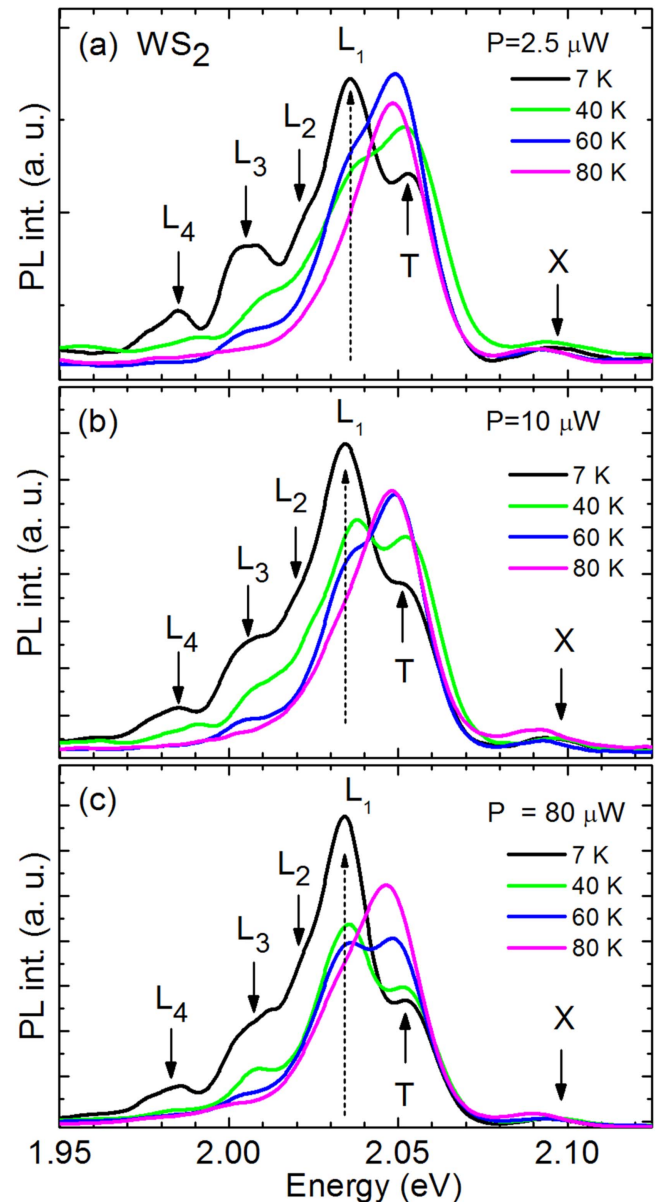 (a) WS₂ L₁ P=2.5 μW
7 K
40 K
60 K
80 K
L₂
L₃
L₄
T
X
PL int. (a. u.)
(b) L₁ P=10 μW
7 K
40 K
60 K
80 K
L₂
L₃
L₄
T
X
PL int. (a. u.)
(c) L₁ P = 80 μW
7 K
40 K
60 K
80 K
L₂
L₃
L₄
T
X
PL int. (a. u.)
1.95 2.00 2.05 2.10
Energy (eV)